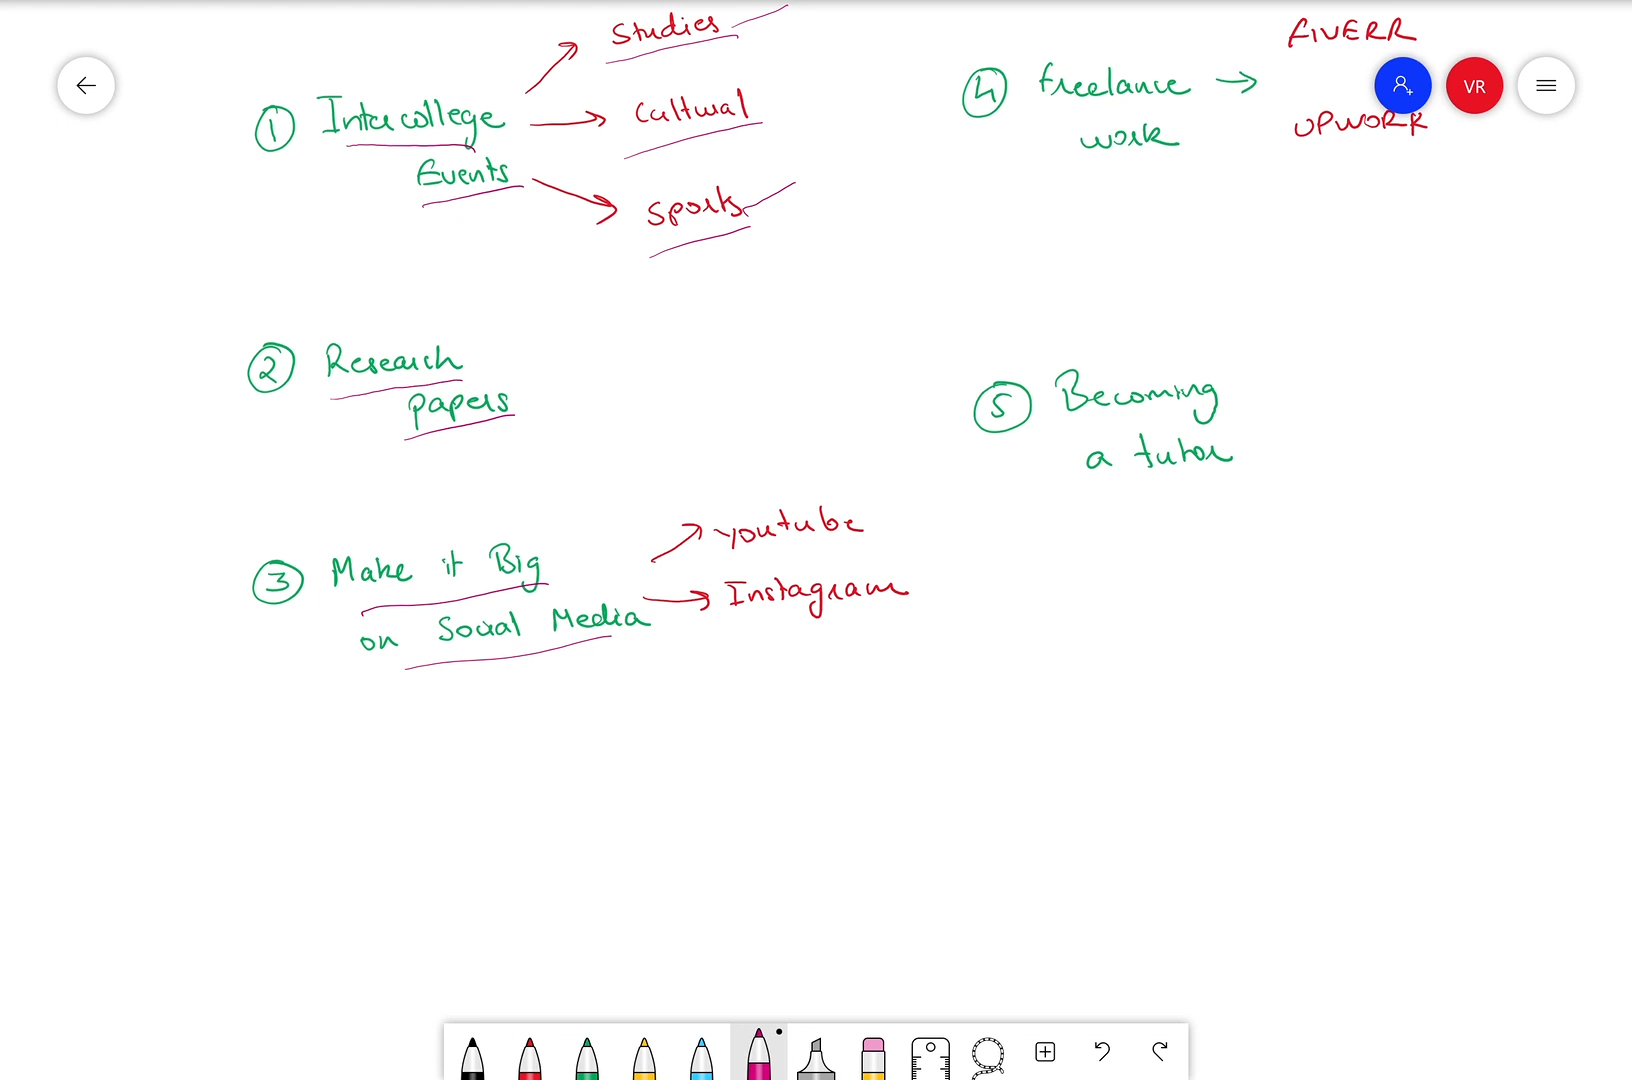 ① Intercollege
Events
Studies
Cultural
Sports
② Research
papers
③ Make it Big
on Social Media
Youtube
Instagram
④ freelance
work
FIVERR
UPWORK
VR
⑤ Becoming
a tutor